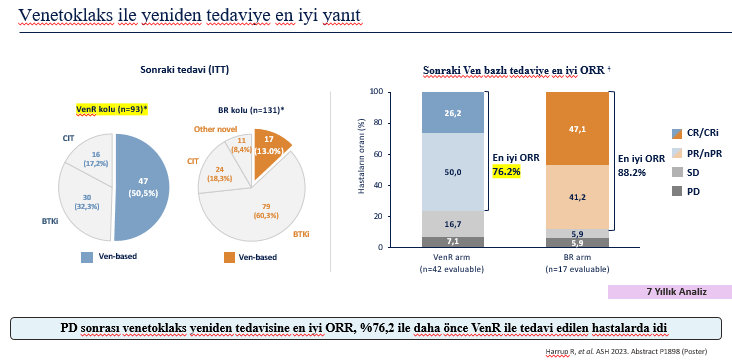 Venetoklaks ile yeniden tedaviye en iyi yanıt
Sonraki tedavi (ITT)
VenR kolu (n=93)*
CIT
16
(17,2%)
30
(32,3%)
BTKi
47
(50,5%)
Ven-based
BR kolu (n=131)*
Other novel
11
(8,4%)
17
(13.0%)
CIT
24
(18,3%)
79
(60,3%)
BTKi
Ven-based
Sonraki Ven bazlı tedaviye en iyi ORR †
Hastaların oranı (%)
100
80
60
40
20
0
26,2
50,0
16,7
7,1
En iyi ORR
76.2%
VenR arm
(n=42 evaluable)
47,1
41,2
5,9
5,9
En iyi ORR
88.2%
BR arm
(n=17 evaluable)
CR/CRi
PR/nPR
SD
PD
7 Yıllık Analiz
PD sonrası venetoklaks yeniden tedavisine en iyi ORR, %76,2 ile daha önce VenR ile tedavi edilen hastalarda idi
Harrup R, et al. ASH 2023. Abstract P1898 (Poster)